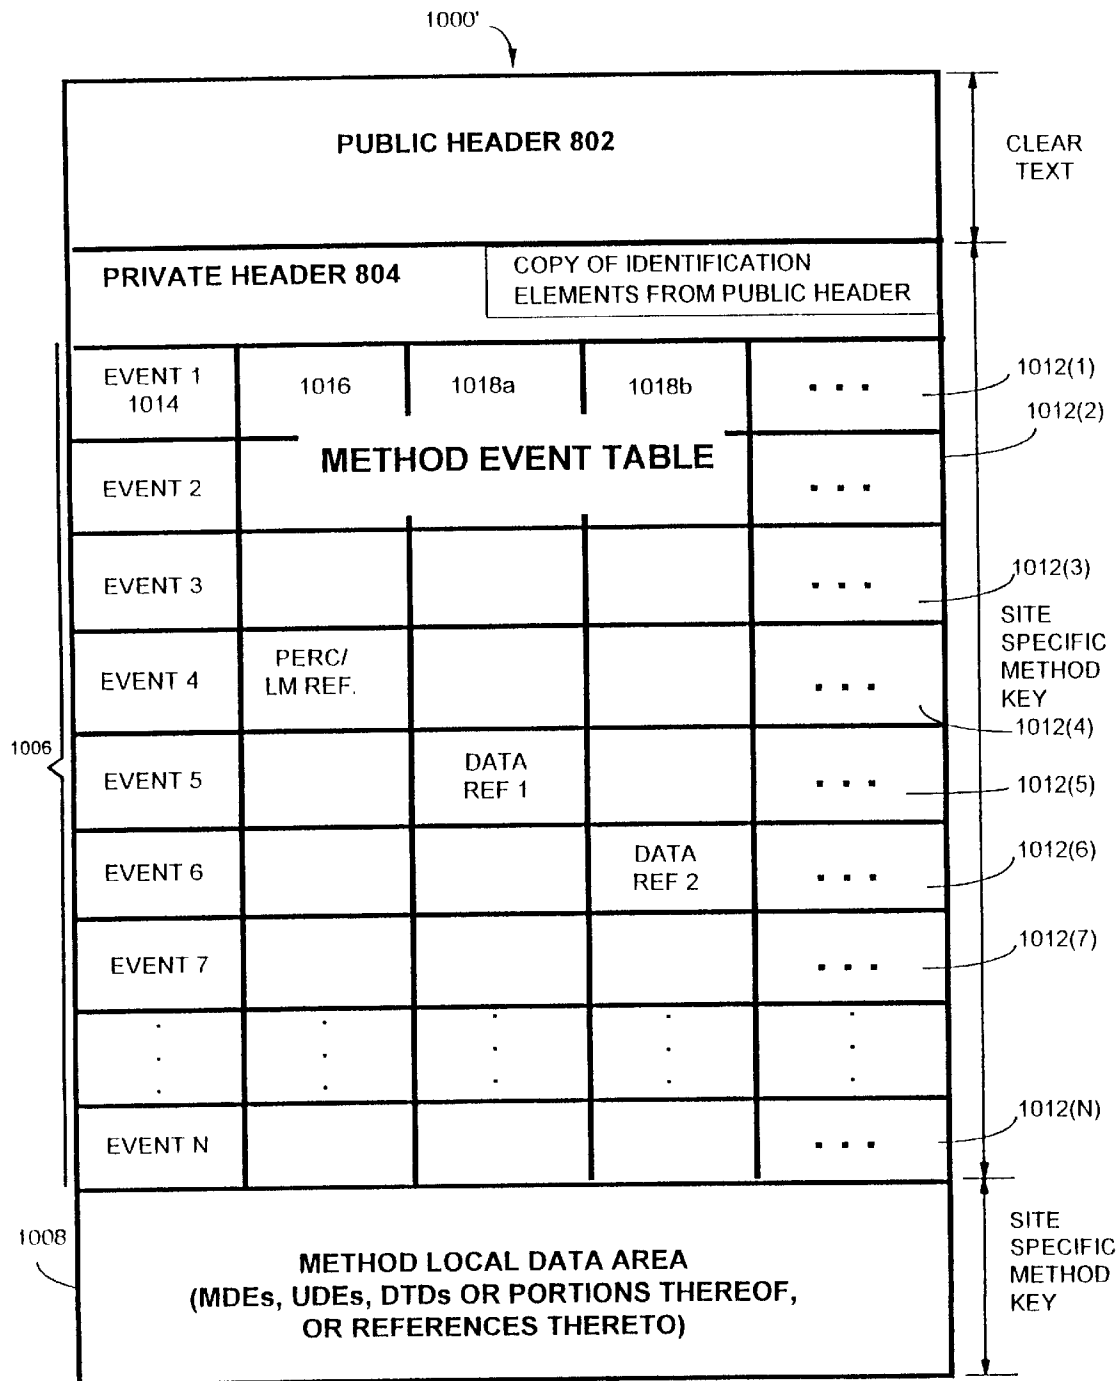 1000'
PUBLIC HEADER 802
CLEAR
TEXT
PRIVATE HEADER 804
COPY OF IDENTIFICATION
ELEMENTS FROM PUBLIC HEADER
EVENT 1
1014
1016
1018a
1018b
▪ ▪ ▪
1012(1)
1012(2)
METHOD EVENT TABLE
EVENT 2
▪ ▪ ▪
EVENT 3
▪ ▪ ▪
1012(3)
SITE
SPECIFIC
METHOD
KEY
EVENT 4
PERC/
LM REF.
▪ ▪ ▪
1012(4)
1006
EVENT 5
DATA
REF 1
▪ ▪ ▪
1012(5)
EVENT 6
DATA
REF 2
▪ ▪ ▪
1012(6)
EVENT 7
▪ ▪ ▪
1012(7)
EVENT N
▪ ▪ ▪
1012(N)
1008
METHOD LOCAL DATA AREA
(MDEs, UDEs, DTDs OR PORTIONS THEREOF,
OR REFERENCES THERETO)
SITE
SPECIFIC
METHOD
KEY